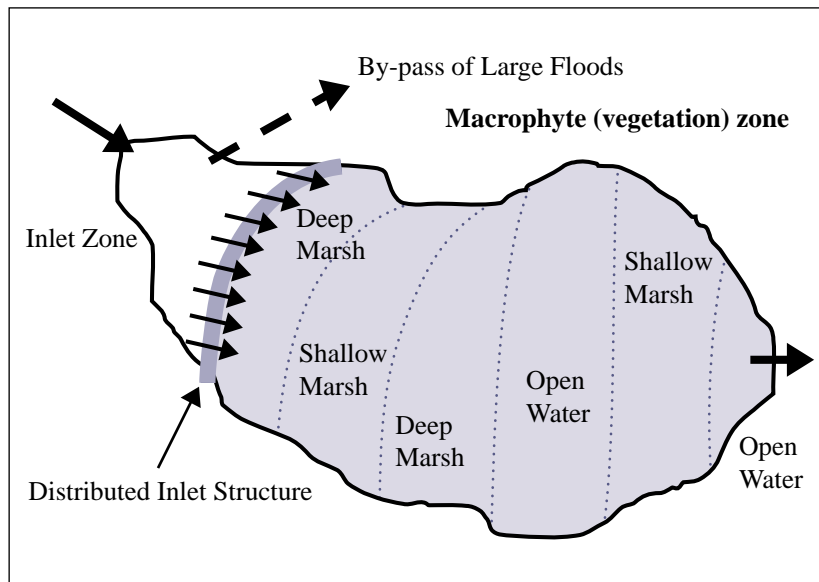 By-pass of Large Floods
Macrophyte (vegetation) zone
Inlet Zone
Deep
Marsh
Shallow
Marsh
Shallow
Marsh
Open
Water
Deep
Marsh
Open
Water
Distributed Inlet Structure